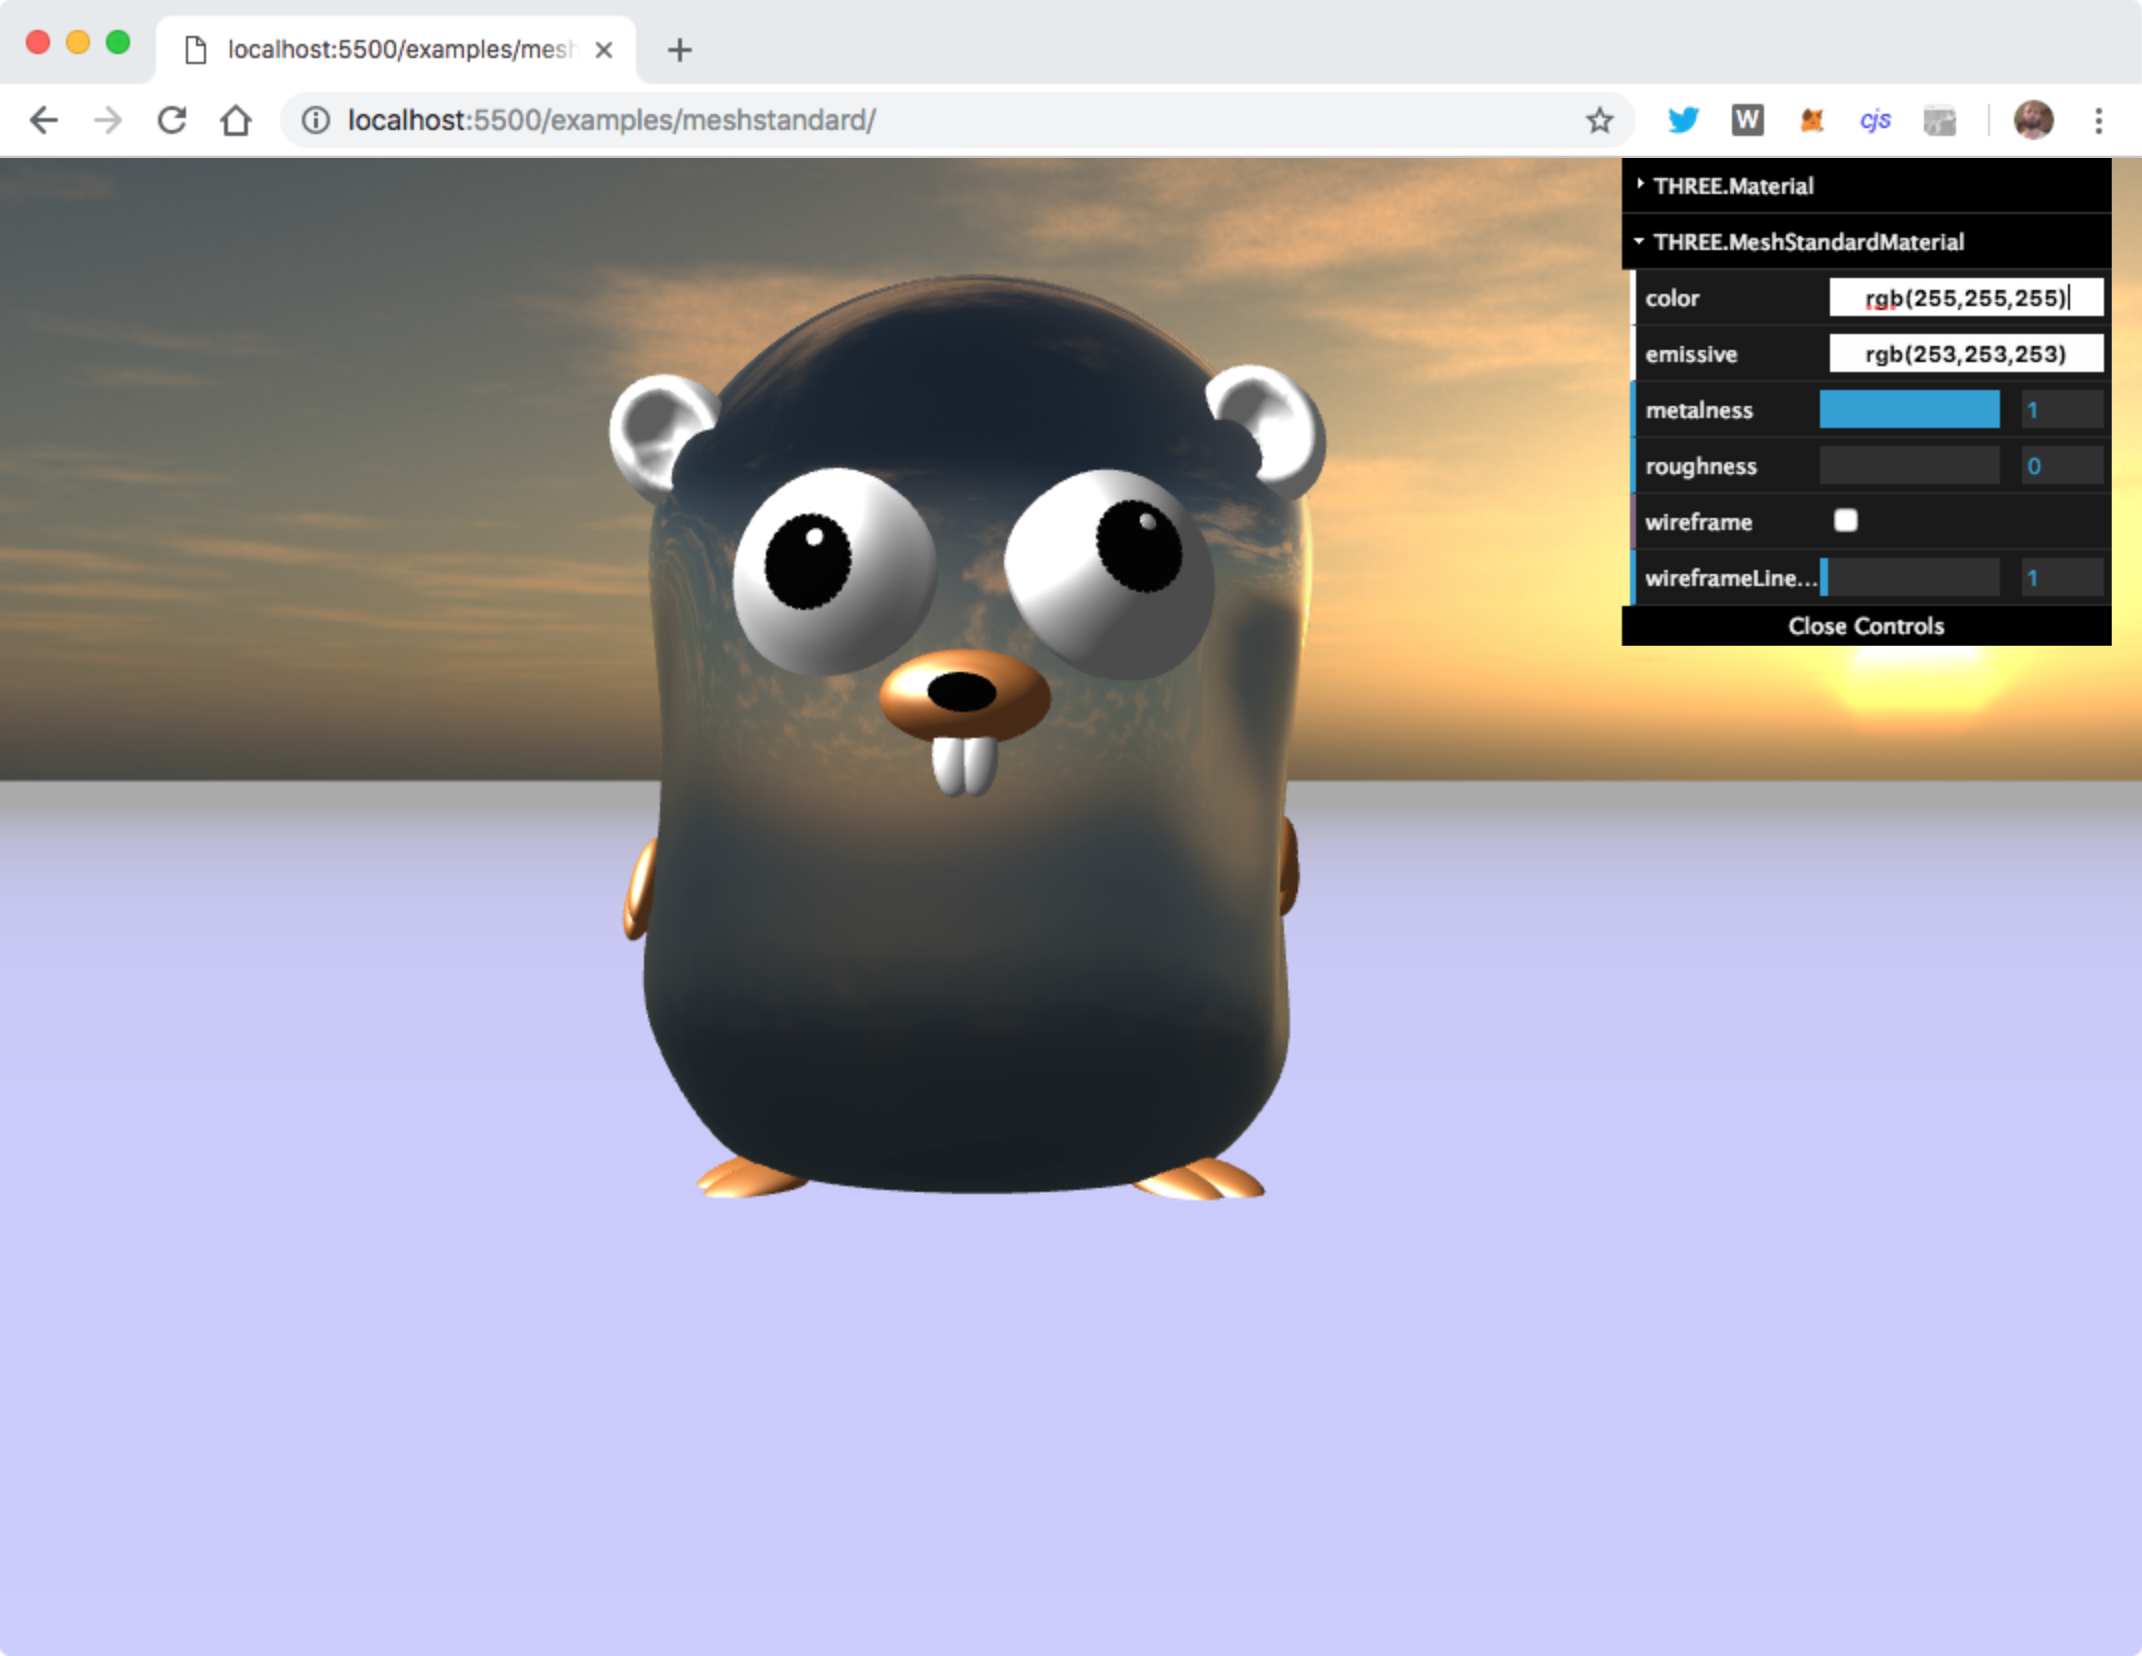 localhost:5500/examples/mesh
localhost:5500/examples/meshstandard/
W
cjs
THREE.Material
THREE.MeshStandardMaterial
color rgb(255,255,255)
emissive rgb(253,253,253)
metalness 1
roughness 0
wireframe
wireframeLine... 1
Close Controls